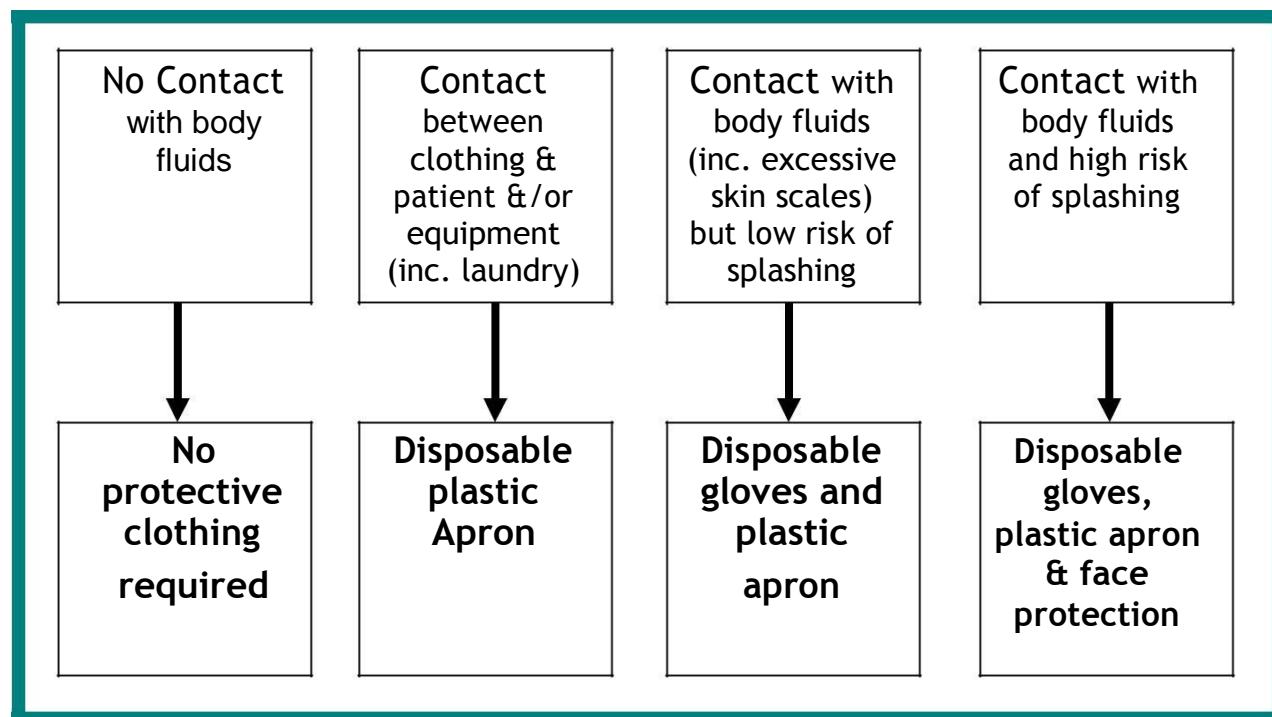 No Contact
with body
fluids
Contact
between
clothing &
patient &/or
equipment
(inc. laundry)
Contact with
body fluids
(inc. excessive
skin scales)
but low risk of
splashing
Contact with
body fluids
and high risk
of splashing
No
protective
clothing
required
Disposable
plastic
Apron
Disposable
gloves and
plastic
apron
Disposable
gloves,
plastic apron
& face
protection